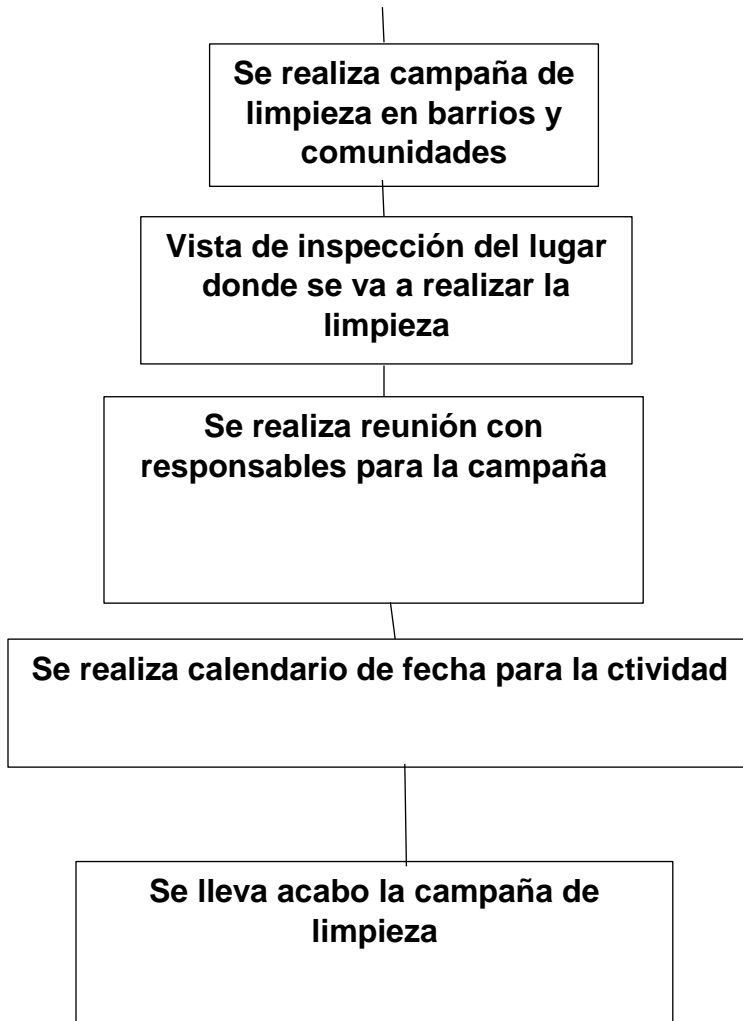 Se realiza campaña de
limpieza en barrios y
comunidades
Vista de inspección del lugar
donde se va a realizar la
limpieza
Se realiza reunión con
responsables para la campaña
Se realiza calendario de fecha para la ctividad
Se lleva acabo la campaña de
limpieza